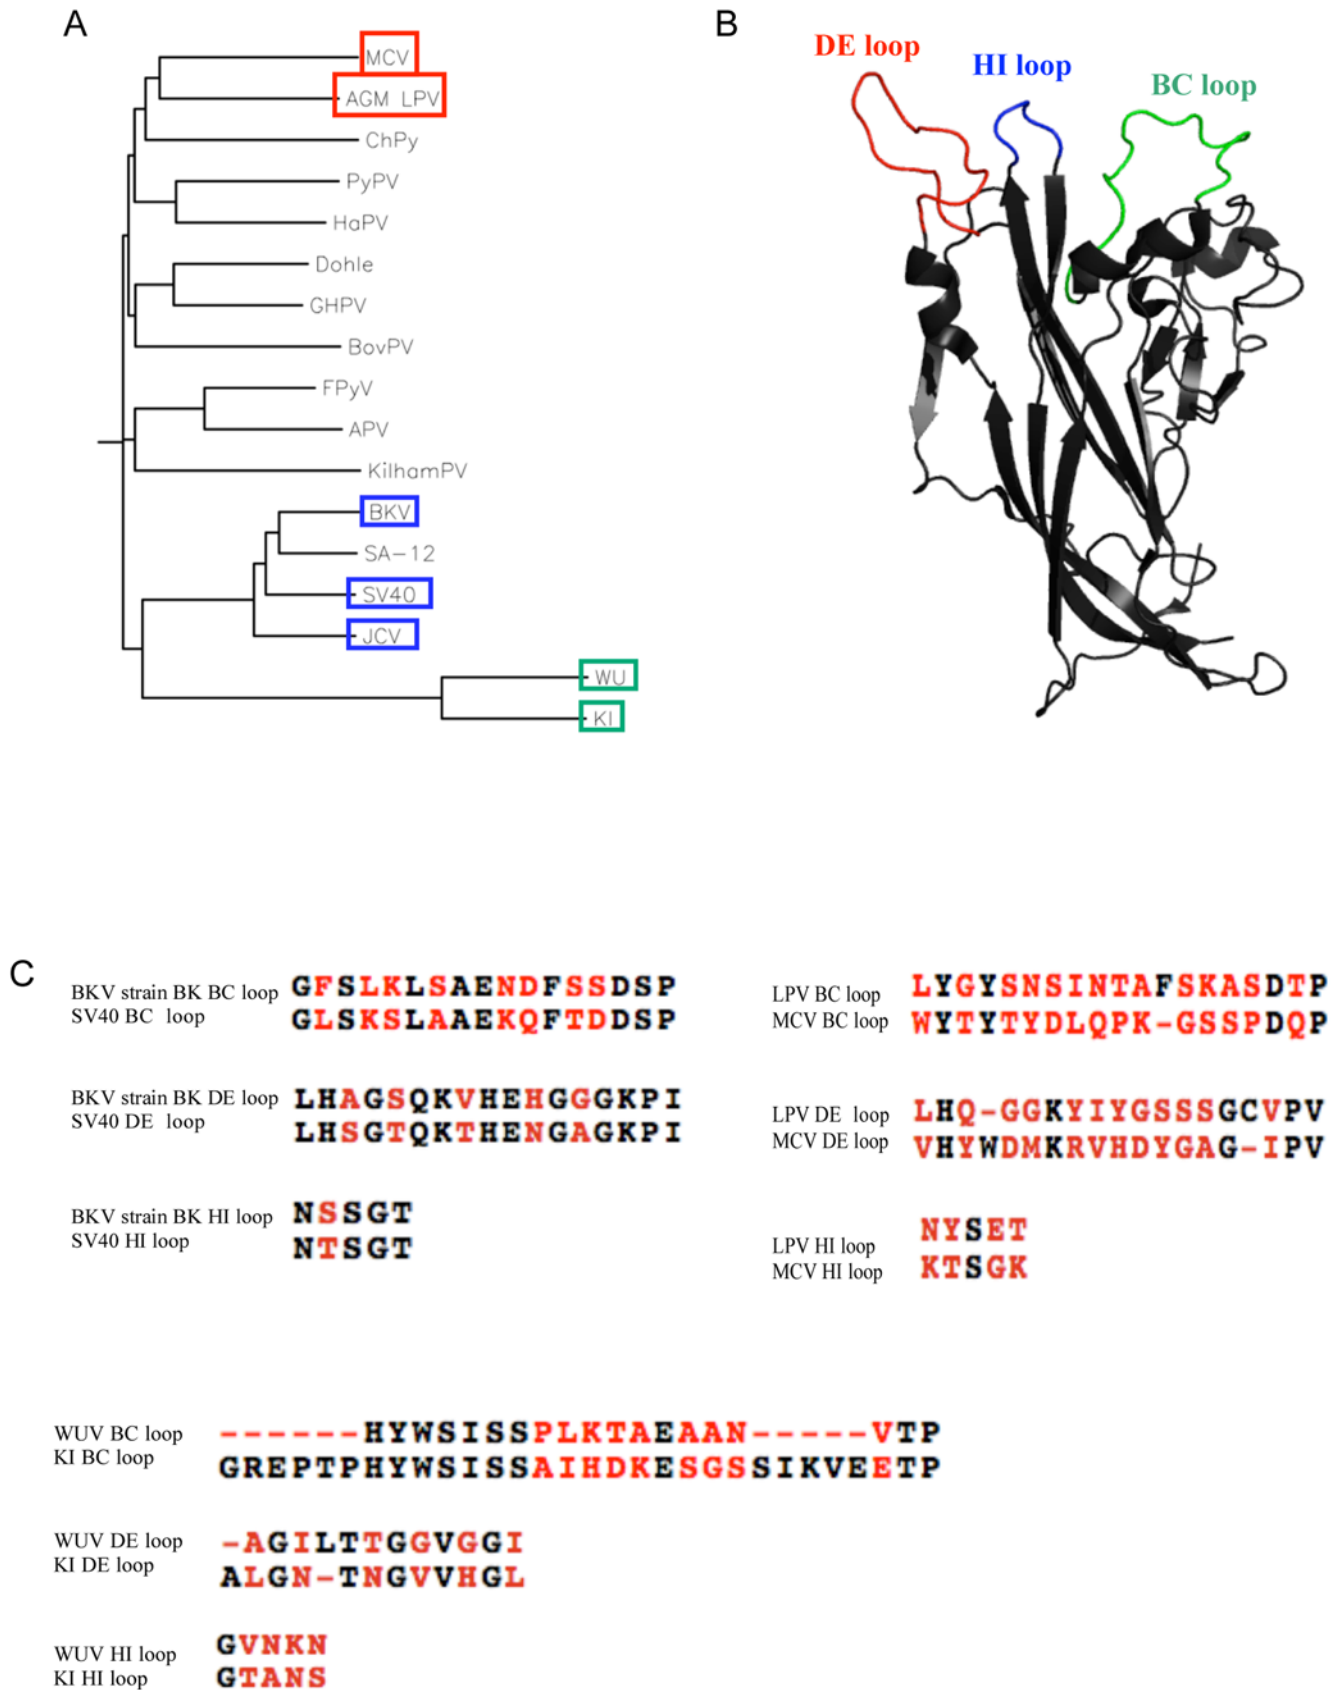 A
MCV
AGM LPV
ChPy
PyPV
HaPV
Dohle
GHPV
BovPV
FPyV
APV
KilhamPV
BKV
SA-12
SV40
JCV
WU
KI
B
DE loop
HI loop
BC loop
C
BKV strain BK BC loop GFSLKLSAENDFSSDSP
SV40 BC loop GLSKSLAAEKQFTDDSP
BKV strain BK DE loop LHAGSQKVHEHGGGKPI
SV40 DE loop LHSGTQKTHENGAGKPI
BKV strain BK HI loop NSSGT
SV40 HI loop NTSGT
LPV BC loop LYGYSNSINTAFSKASDTP
MCV BC loop WYTYTYDLQPK-GSSPDQP
LPV DE loop LHQ-GGKYIYGSSSGCVPV
MCV DE loop VHYWDMKRVHDYGAG-IPV
LPV HI loop NYSET
MCV HI loop KTSGK
WUV BC loop ------HYWSISSPLKTAEAAN-----VTP
KI BC loop GREPTPHYWSISSAIHDKESGSSIKVEETP
WUV DE loop -AGILTTGGVGGI
KI DE loop ALGN-TNGVVHGL
WUV HI loop GVNKN
KI HI loop GTANS